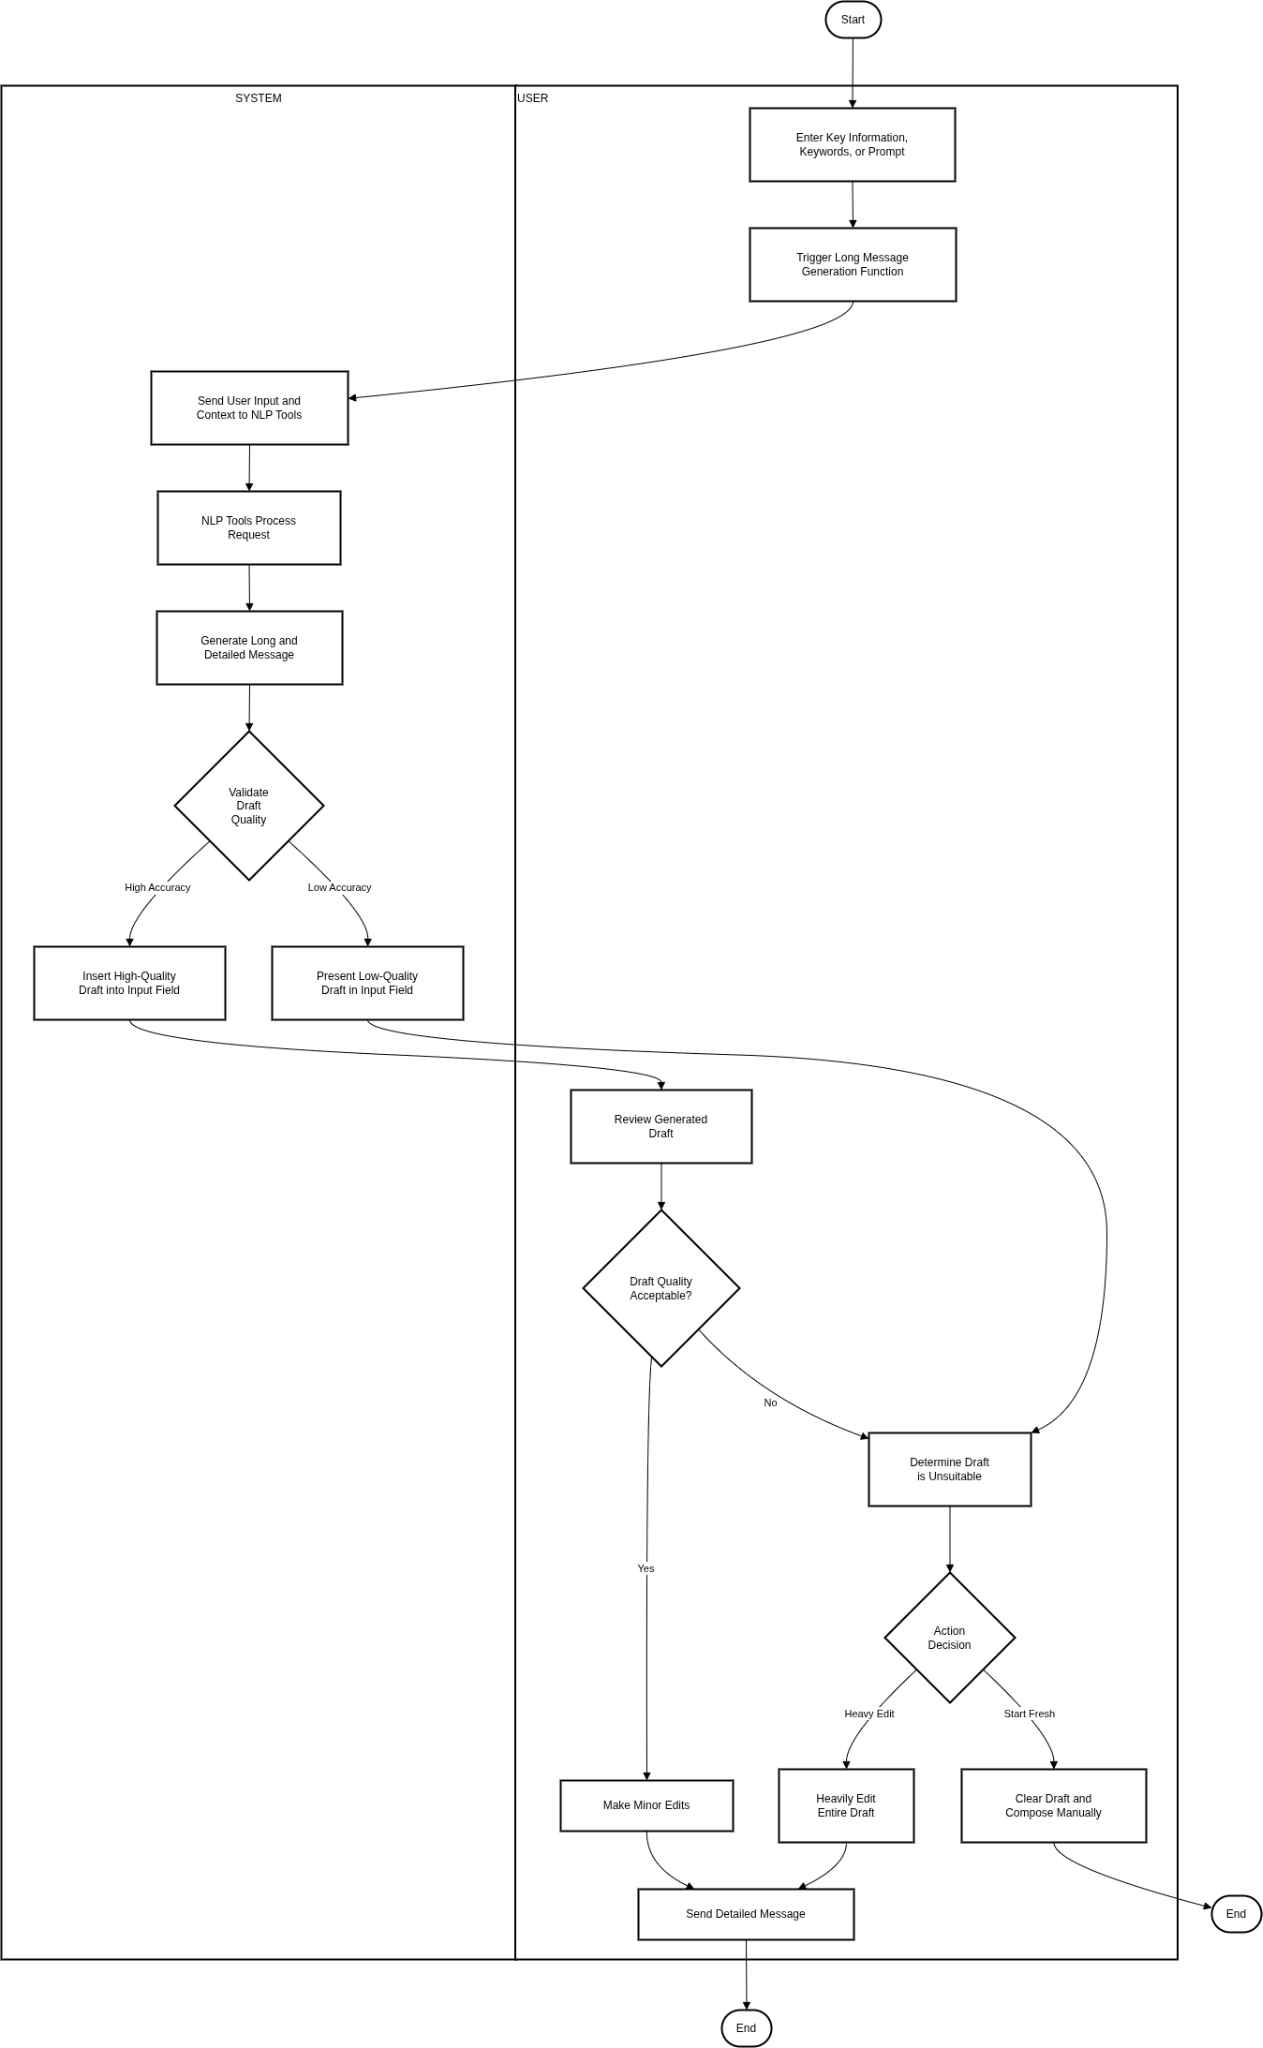 Start
SYSTEM
USER
Enter Key Information,
Keywords, or Prompt
Trigger Long Message
Generation Function
Send User Input and
Context to NLP Tools
NLP Tools Process
Request
Generate Long and
Detailed Message
Validate
Draft
Quality
High Accuracy
Low Accuracy
Insert High-Quality
Draft into Input Field
Present Low-Quality
Draft in Input Field
Review Generated
Draft
Draft Quality
Acceptable?
No
Determine Draft
is Unsuitable
Yes
Action
Decision
Heavy Edit
Start Fresh
Make Minor Edits
Heavily Edit
Entire Draft
Clear Draft and
Compose Manually
Send Detailed Message
End
End